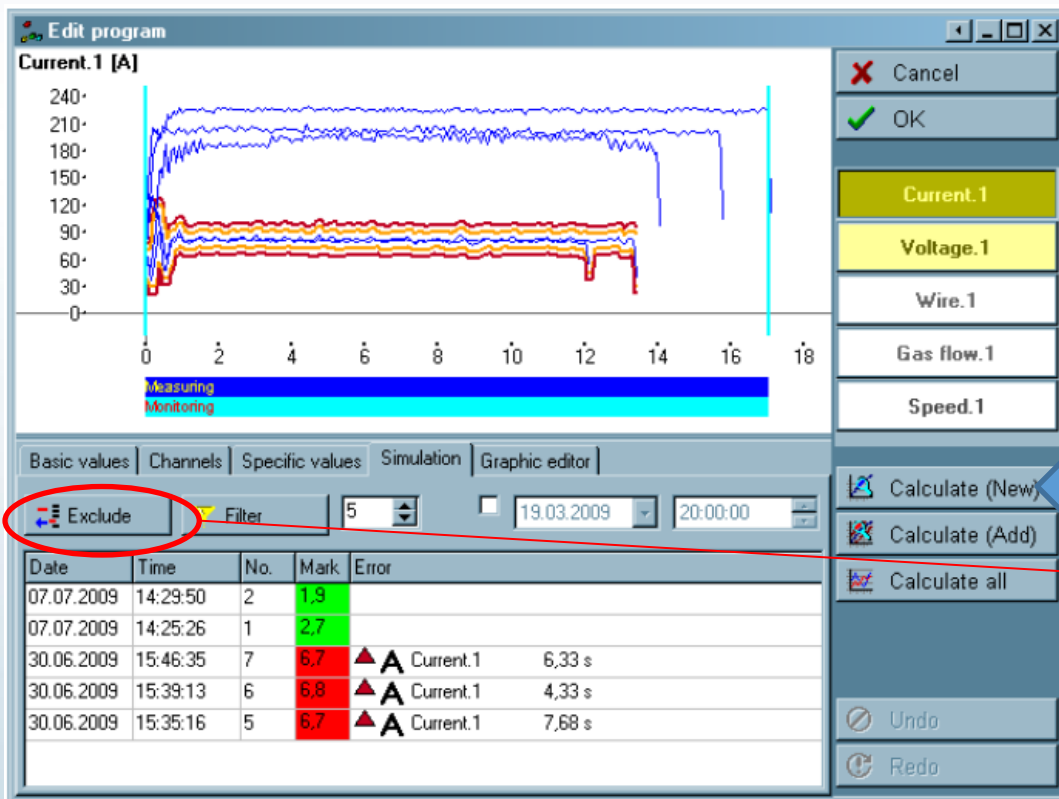 Edit program
Current.1 [A]
240
210
180
150
120
90
60
30
0
0 2 4 6 8 10 12 14 16 18
Measuring
Monitoring
Cancel
OK
Current.1
Voltage.1
Wire.1
Gas flow.1
Speed.1
Basic values Channels Specific values Simulation Graphic editor
Exclude Filter 5 19.03.2009 20:00:00
Date Time No. Mark Error
07.07.2009 14:29:50 2 1,9
07.07.2009 14:25:26 1 2,7
30.06.2009 15:46:35 7 6,7 A Current.1 6,33 s
30.06.2009 15:39:13 6 6,8 A Current.1 4,33 s
30.06.2009 15:35:16 5 6,7 A Current.1 7,68 s
Calculate (New)
Calculate (Add)
Calculate all
Undo
Redo